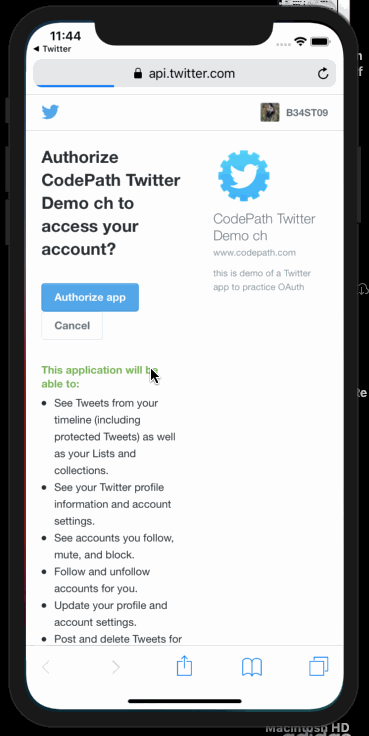 11:44
Twitter
api.twitter.com
B34ST09
Authorize
CodePath Twitter
Demo ch to
access your
account?
CodePath Twitter
Demo ch
www.codepath.com
this is demo of a Twitter
app to practice OAuth
Authorize app
Cancel
This application will be
able to:
See Tweets from your
timeline (including
protected Tweets) as well
as your Lists and
collections.
See your Twitter profile
information and account
settings.
See accounts you follow,
mute, and block.
Follow and unfollow
accounts for you.
Update your profile and
account settings.
Post and delete Tweets for
Macintosh HD